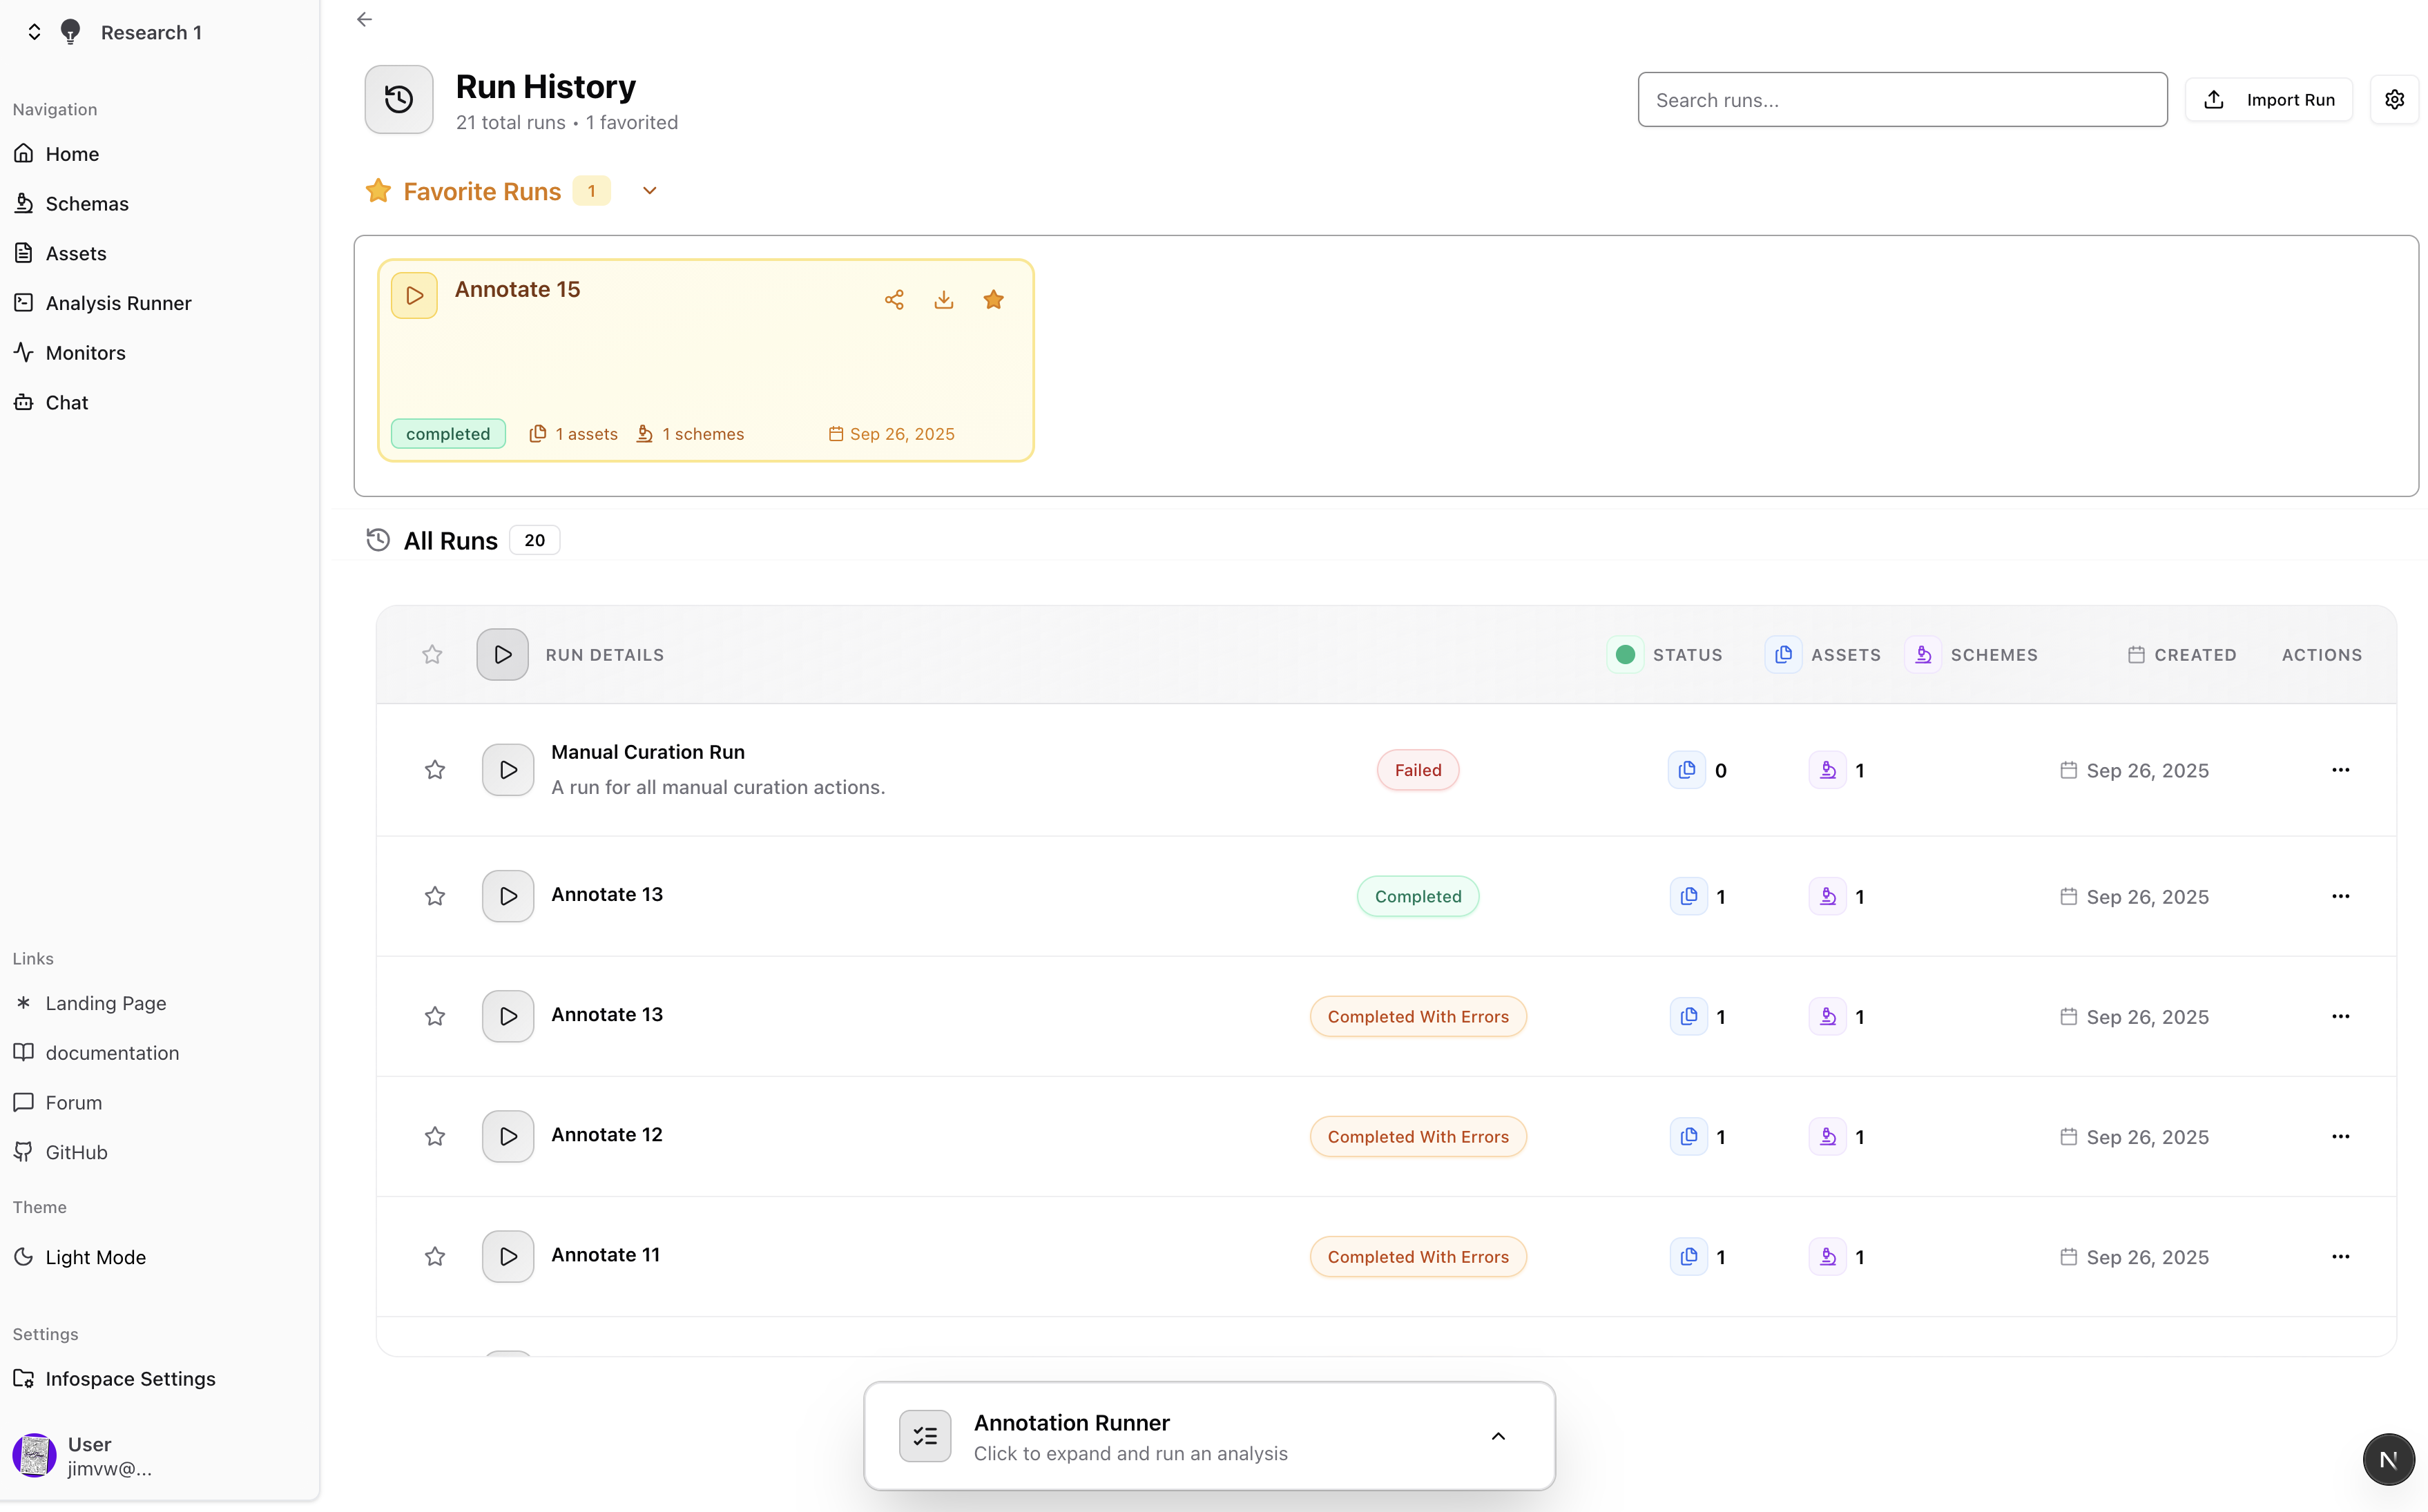 Research 1
Navigation
Home
Schemas
Assets
Analysis Runner
Monitors
Chat
Links
Landing Page
documentation
Forum
GitHub
Theme
Light Mode
Settings
Infospace Settings
User
jimvw@...
Run History
21 total runs • 1 favorited
Search runs...
Import Run
Favorite Runs 1
Annotate 15
completed 1 assets 1 schemes Sep 26, 2025
All Runs 20
RUN DETAILS STATUS ASSETS SCHEMES CREATED ACTIONS
Manual Curation Run
A run for all manual curation actions.
Failed 0 1 Sep 26, 2025
Annotate 13 Completed 1 1 Sep 26, 2025
Annotate 13 Completed With Errors 1 1 Sep 26, 2025
Annotate 12 Completed With Errors 1 1 Sep 26, 2025
Annotate 11 Completed With Errors 1 1 Sep 26, 2025
Annotation Runner
Click to expand and run an analysis
N